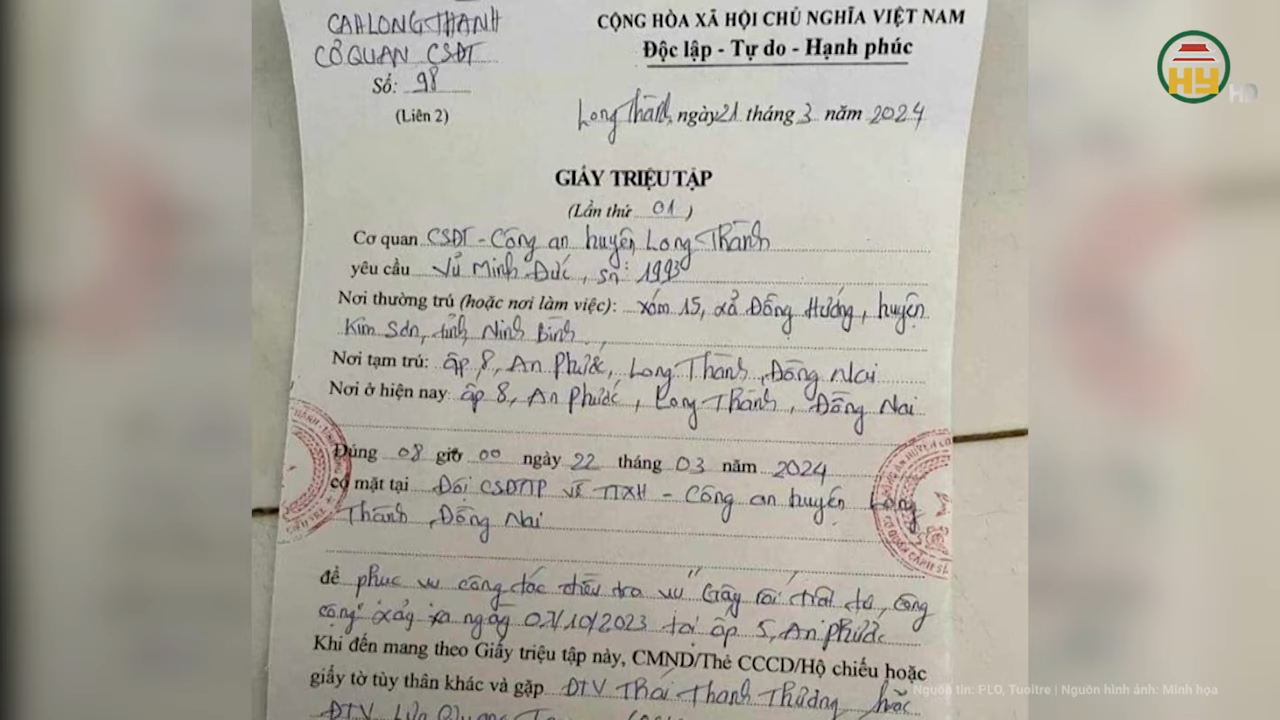 CAH LONG THÀNH
CƠ QUAN CSĐT
Số: 98
(Liên 2)
CỘNG HÒA XÃ HỘI CHỦ NGHĨA VIỆT NAM
Độc lập - Tự do - Hạnh phúc
Long Thành, ngày 21 tháng 3 năm 2024
HY
HD
GIẤY TRIỆU TẬP
(Lần thứ 01)
Cơ quan CSĐT - Công an huyện Long Thành
yêu cầu Vũ Minh Đức, sn: 1993
Nơi thường trú (hoặc nơi làm việc): xóm 15, xã Đồng Hướng, huyện
Kim Sơn, tỉnh Ninh Bình
Nơi tạm trú: ấp 8, An Phước, Long Thành, Đồng Nai
Nơi ở hiện nay ấp 8, An Phước, Long Thành, Đồng Nai
Đúng 08 giờ 00 ngày 22 tháng 03 năm 2024
có mặt tại Đội CSĐTTP về TTXH - Công an huyện Long
Thành, Đồng Nai
để phục vụ công tác điều tra vụ "Gây rối trật tự công
cộng" xảy ra ngày 07/10/2023 tại ấp 5, An Phước
Khi đến mang theo Giấy triệu tập này, CMND/Thẻ CCCD/Hộ chiếu hoặc
giấy tờ tùy thân khác và gặp ĐTV Thái Thanh Thương hoặc
ĐTV
Nguồn tin: PLO, Tuoitre | Nguồn hình ảnh: Minh họa